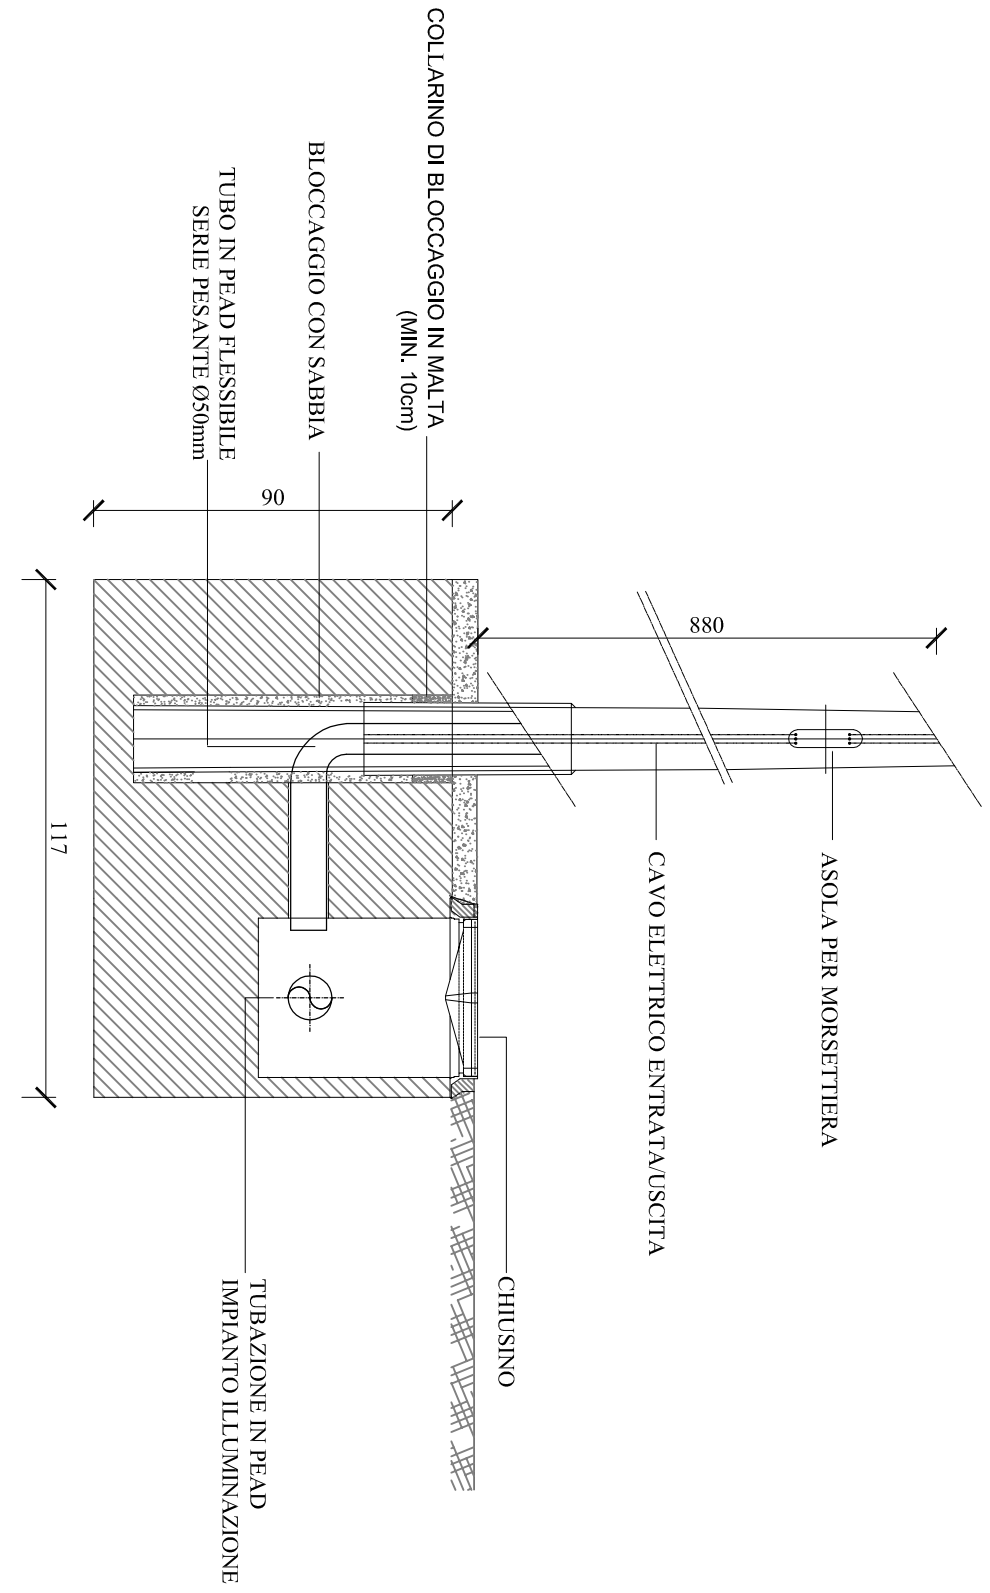 COLLARINO DI BLOCCAGGIO IN MALTA
(MIN. 10cm)
BLOCCAGGIO CON SABBIA
TUBO IN PEAD FLESSIBILE
SERIE PESANTE Ø50mm
90
117
880
ASOLA PER MORSETTIERA
CAVO ELETTRICO ENTRATA/USCITA
CHIUSINO
TUBAZIONE IN PEAD
IMPIANTO ILLUMINAZIONE